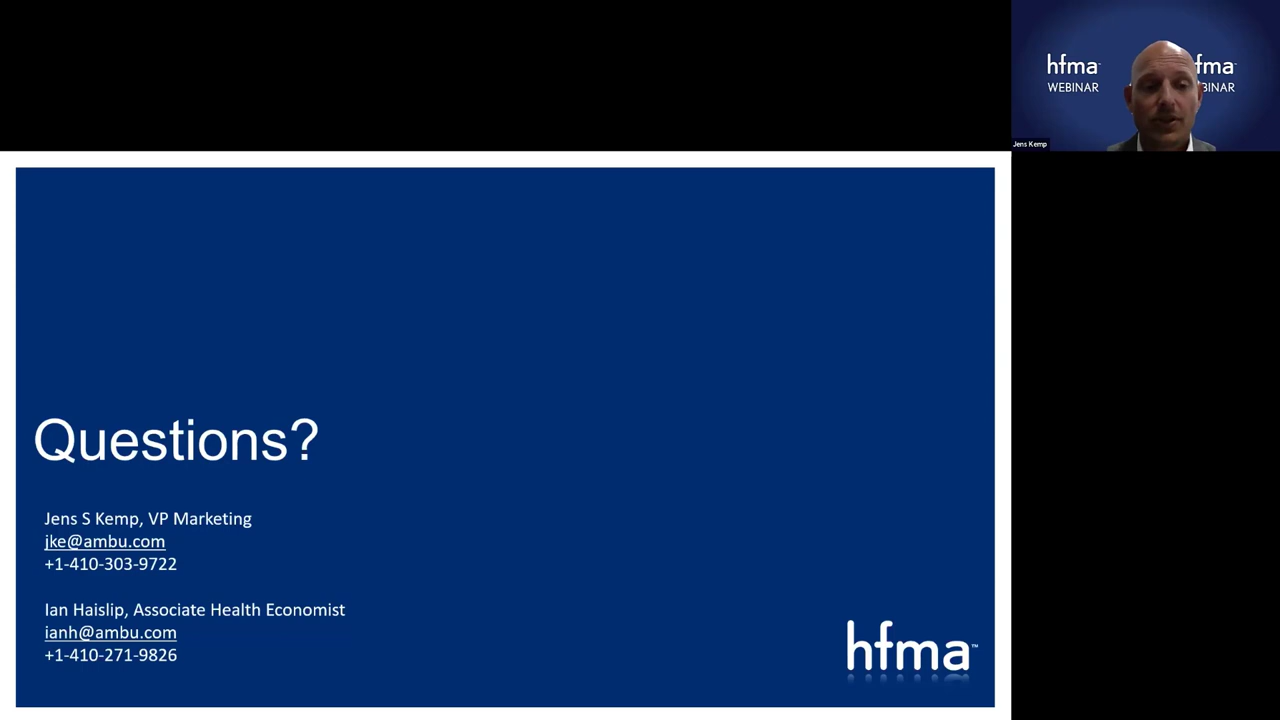 hfma
WEBINAR
fma
BINAR
Jens Kemp
Questions?
Jens S Kemp, VP Marketing
jke@ambu.com
+1-410-303-9722
Ian Haislip, Associate Health Economist
ianh@ambu.com
+1-410-271-9826
hfma™